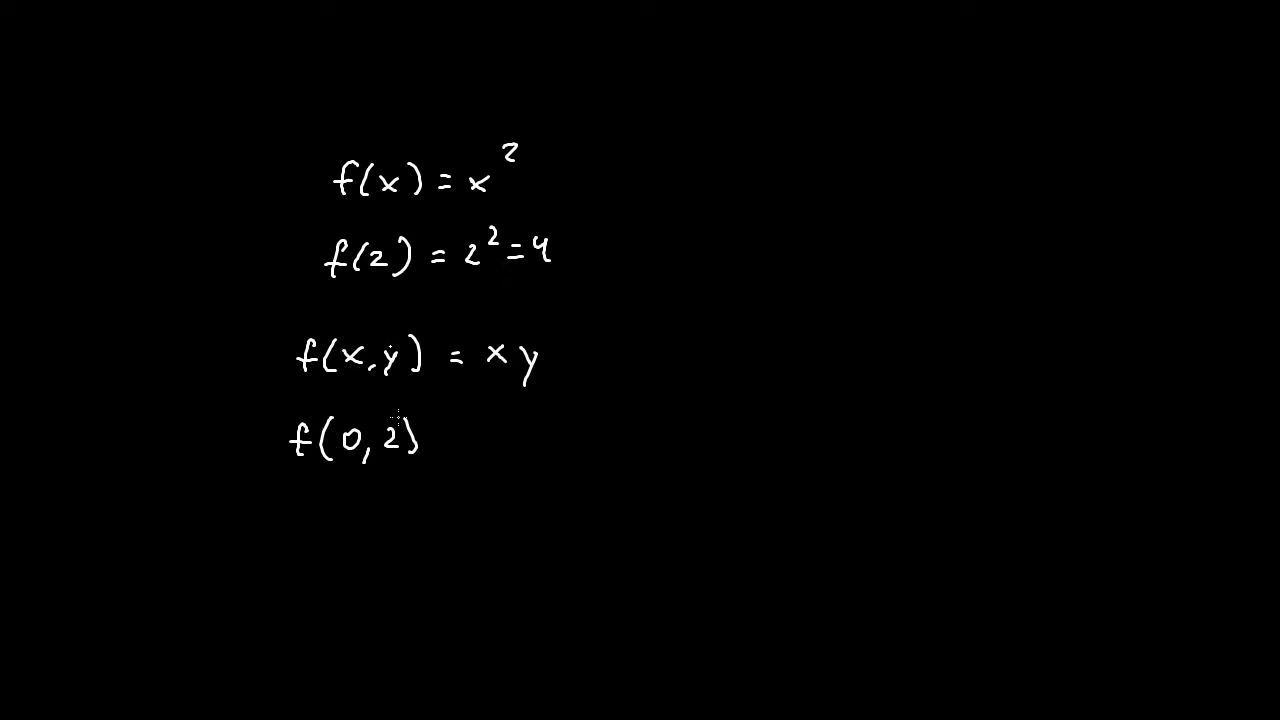 f(x) = x²
f(2) = 2² = 4
f(x,y) = xy
f(0,2)